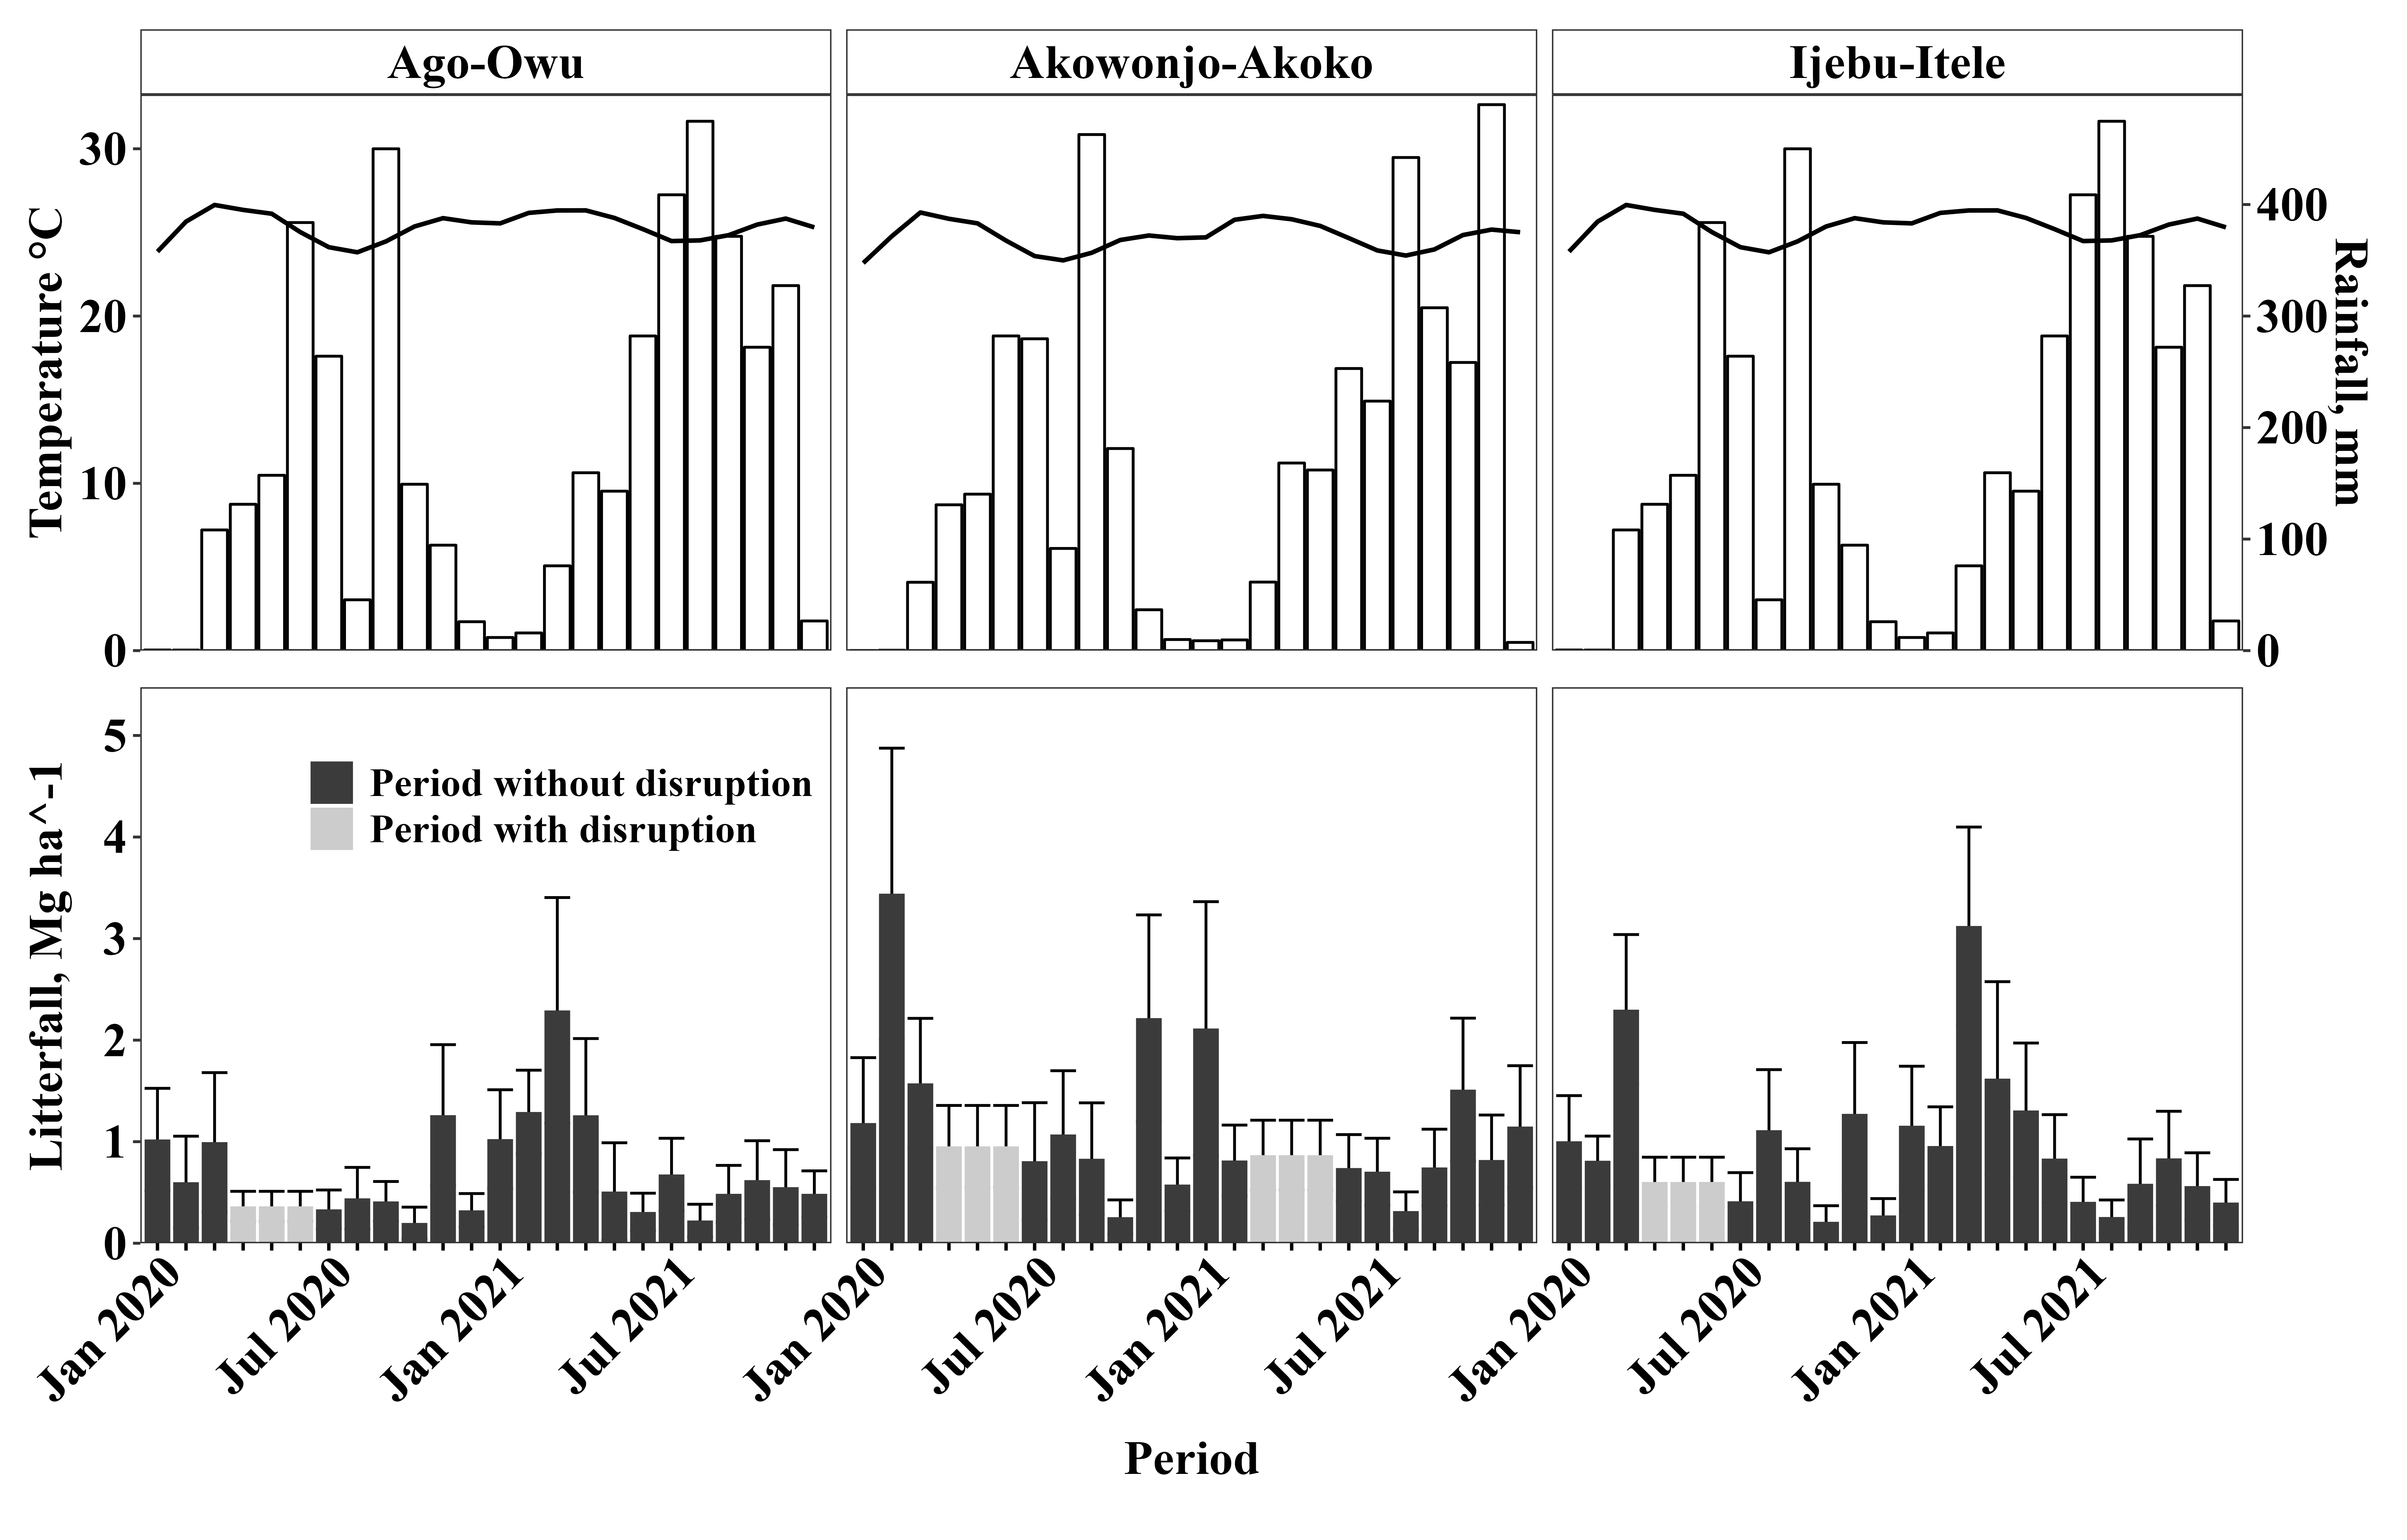 Ago-Owu
Akowonjo-Akoko
Ijebu-Itele
Temperature °C
30
20
10
0
Rainfall, mm
400
300
200
100
0
Litterfall, Mg ha^-1
5
4
3
2
1
0
Period without disruption
Period with disruption
Jan 2020
Jul 2020
Jan 2021
Jul 2021
Jan 2020
Jul 2020
Jan 2021
Jul 2021
Jan 2020
Jul 2020
Jan 2021
Jul 2021
Period